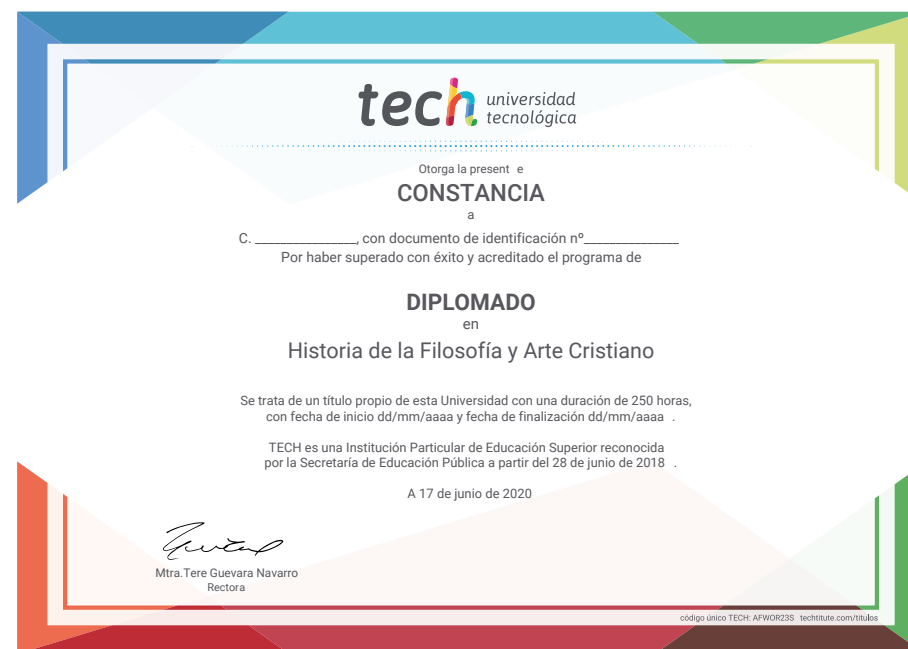 tech universidad
tecnológica
Otorga la present e
CONSTANCIA
a
C. ________________, con documento de identificación nº_______________
Por haber superado con éxito y acreditado el programa de
DIPLOMADO
en
Historia de la Filosofía y Arte Cristiano
Se trata de un título propio de esta Universidad con una duración de 250 horas,
con fecha de inicio dd/mm/aaaa y fecha de finalización dd/mm/aaaa .
TECH es una Institución Particular de Educación Superior reconocida
por la Secretaría de Educación Pública a partir del 28 de junio de 2018 .
A 17 de junio de 2020
Mtra.Tere Guevara Navarro
Rectora
código único TECH: AFWOR23S techtitute.com/titulos